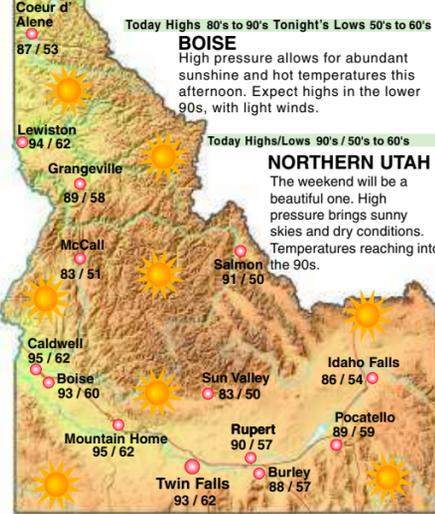 Coeur d'
Alene
87 / 53
Today Highs 80's to 90's Tonight's Lows 50's to 60's
BOISE
High pressure allows for abundant
sunshine and hot temperatures this
afternoon. Expect highs in the lower
90s, with light winds.
Lewiston
94 / 62
Today Highs/Lows 90's / 50's to 60's
NORTHERN UTAH
The weekend will be a
beautiful one. High
pressure brings sunny
skies and dry conditions.
Temperatures reaching into
the 90s.
Grangeville
89 / 58
McCall
83 / 51
Salmon
91 / 50
Caldwell
95 / 62
Boise
93 / 60
Sun Valley
83 / 50
Idaho Falls
86 / 54
Mountain Home
95 / 62
Rupert
90 / 57
Pocatello
89 / 59
Twin Falls
93 / 62
Burley
88 / 57